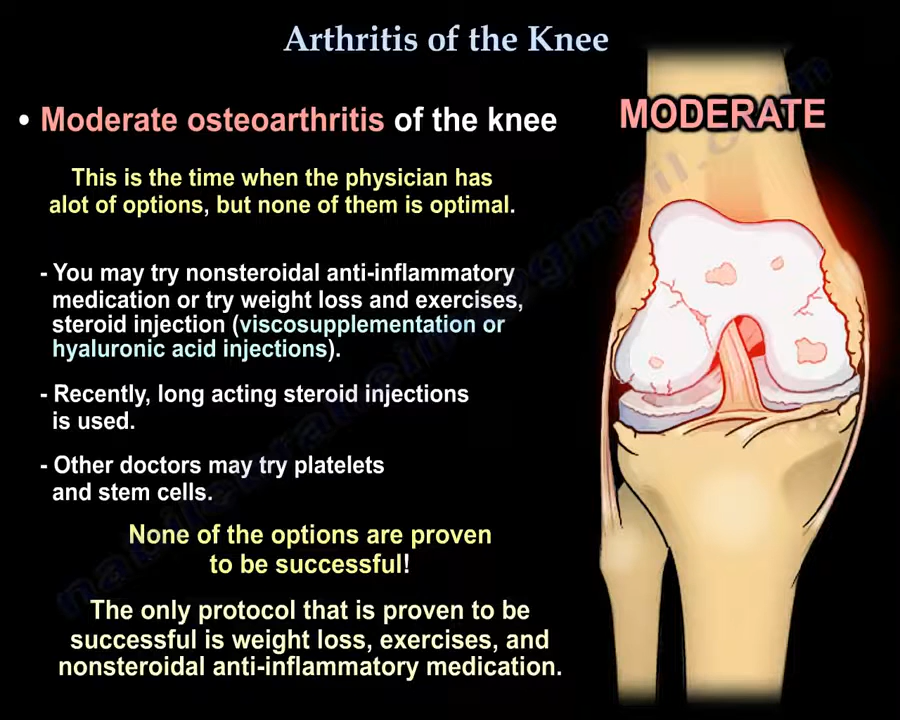 Arthritis of the Knee
• Moderate osteoarthritis of the knee
MODERATE
This is the time when the physician has
alot of options, but none of them is optimal.
- You may try nonsteroidal anti-inflammatory
medication or try weight loss and exercises,
steroid injection (viscosupplementation or
hyaluronic acid injections).
- Recently, long acting steroid injections
is used.
- Other doctors may try platelets
and stem cells.
None of the options are proven
to be successful!
The only protocol that is proven to be
successful is weight loss, exercises, and
nonsteroidal anti-inflammatory medication.